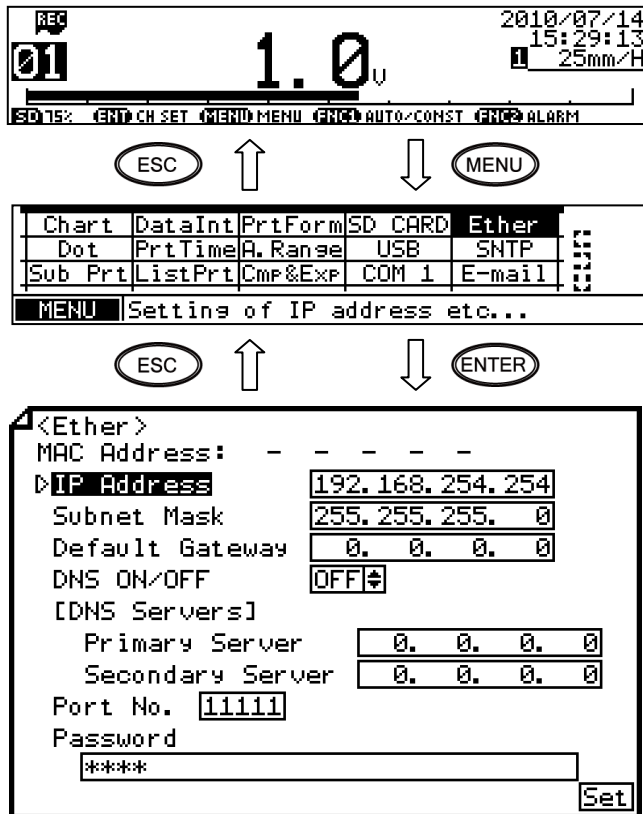 REC
2010/07/14
15:29:13
01 1.0 V 1 25mm/H
SD 75% ENT CH SET MENU MENU FNC1 AUTO/CONST FNC2 ALARM
ESC MENU
Chart DataInt PrtForm SD CARD Ether
Dot PrtTime A.Range USB SNTP
Sub Prt ListPrt Cmp&Exp COM 1 E-mail
MENU Setting of IP address etc...
ESC ENTER
<Ether>
MAC Address: - - - - -
IP Address 192.168.254.254
Subnet Mask 255.255.255. 0
Default Gateway 0. 0. 0. 0
DNS ON/OFF OFF
[DNS Servers]
Primary Server 0. 0. 0. 0
Secondary Server 0. 0. 0. 0
Port No. 11111
Password
****
Set